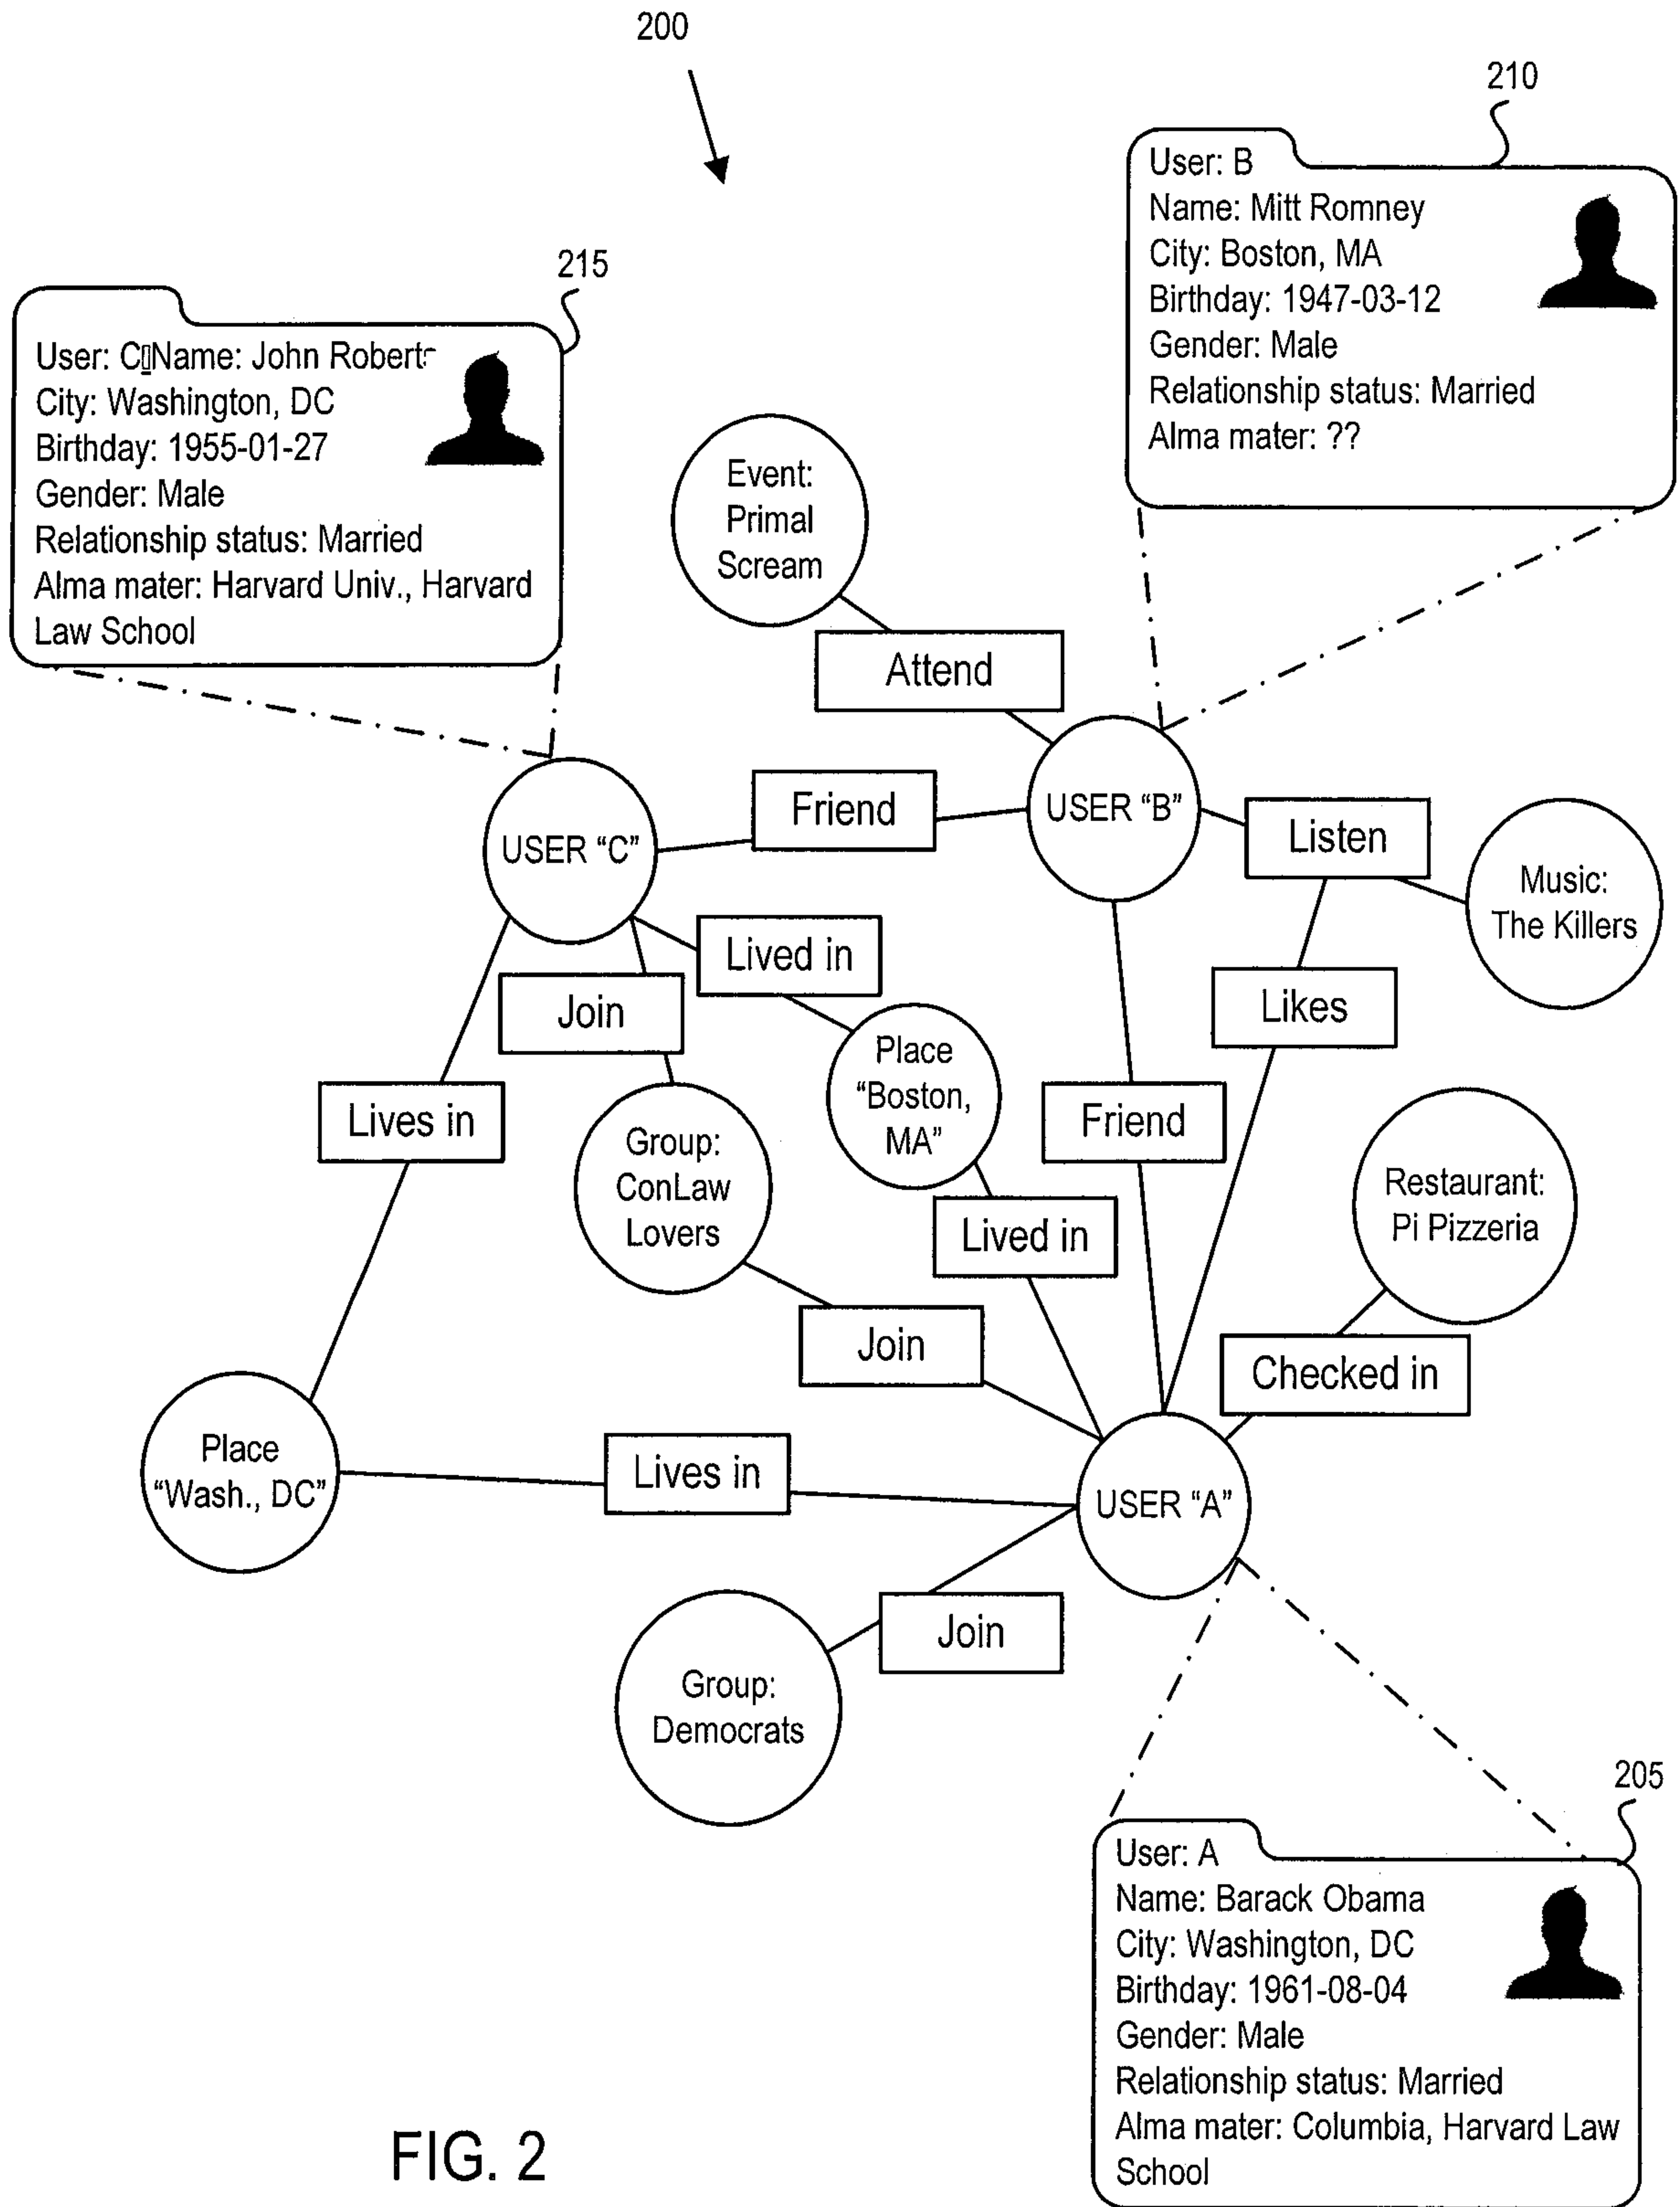 200
210
User: B
Name: Mitt Romney
City: Boston, MA
Birthday: 1947-03-12
Gender: Male
Relationship status: Married
Alma mater: ??
215
User: C▯Name: John Roberts
City: Washington, DC
Birthday: 1955-01-27
Gender: Male
Relationship status: Married
Alma mater: Harvard Univ., Harvard
Law School
Event:
Primal
Scream
Attend
Friend
USER “B”
USER “C”
Listen
Music:
The Killers
Lived in
Join
Likes
Place
“Boston,
MA”
Lives in
Friend
Group:
ConLaw
Lovers
Restaurant:
Pi Pizzeria
Lived in
Join
Checked in
Place
“Wash., DC”
Lives in
USER “A”
Join
Group:
Democrats
205
User: A
Name: Barack Obama
City: Washington, DC
Birthday: 1961-08-04
Gender: Male
Relationship status: Married
Alma mater: Columbia, Harvard Law
School
FIG. 2